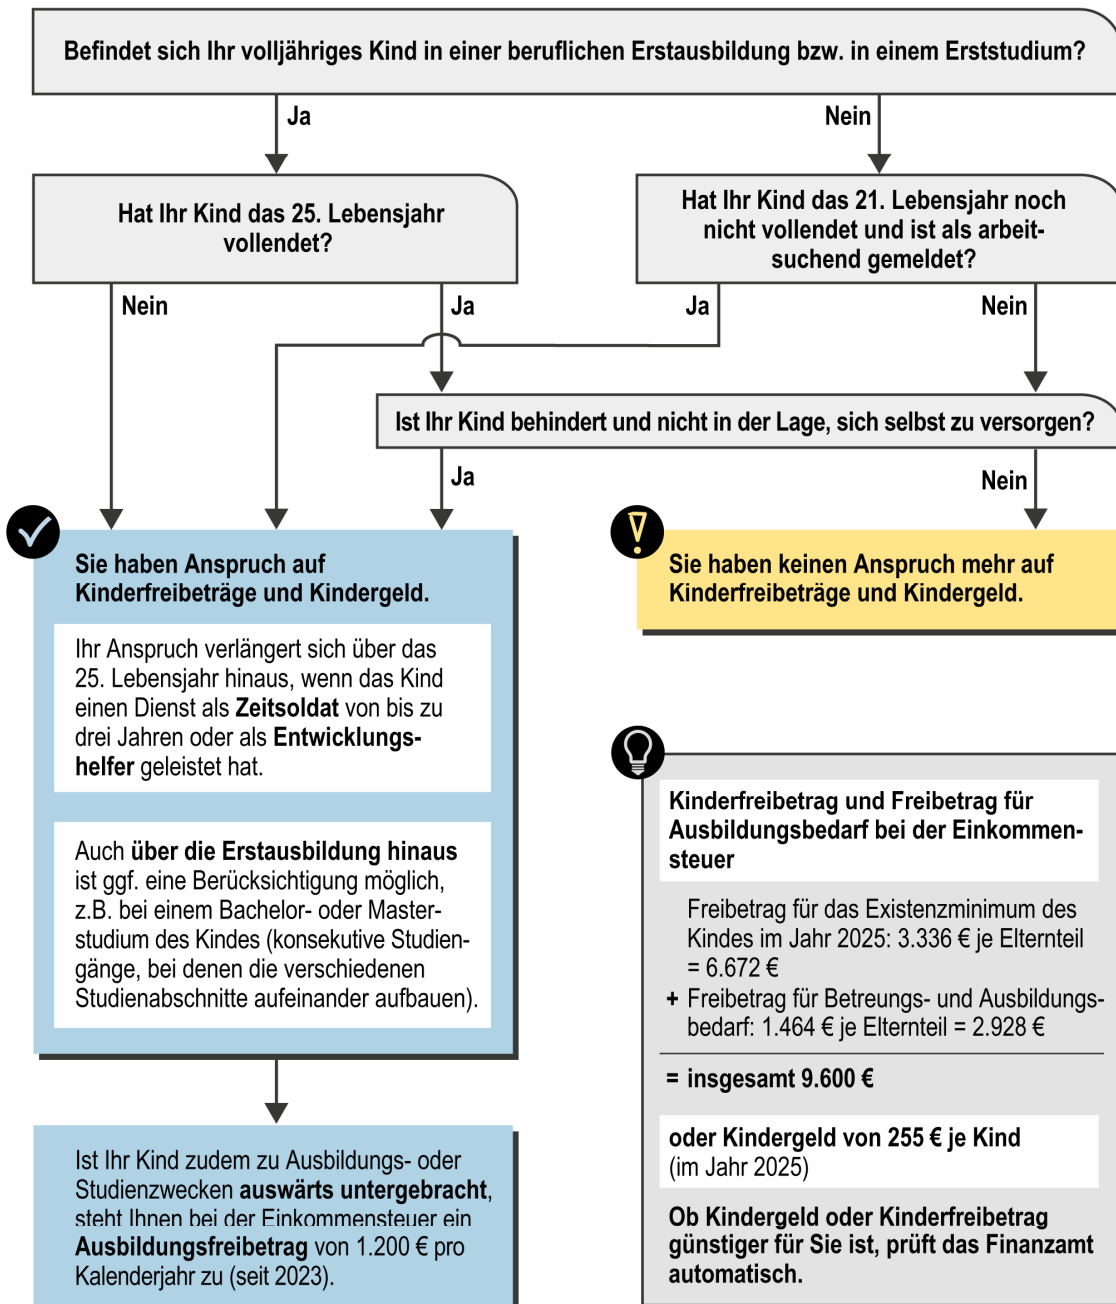 Befindet sich Ihr volljähriges Kind in einer beruflichen Erstausbildung bzw. in einem Erststudium?
Ja
Nein
Hat Ihr Kind das 25. Lebensjahr
vollendet?
Hat Ihr Kind das 21. Lebensjahr noch
nicht vollendet und ist als arbeit-
suchend gemeldet?
Nein
Ja
Ja
Nein
Ist Ihr Kind behindert und nicht in der Lage, sich selbst zu versorgen?
Ja
Nein
Sie haben Anspruch auf
Kinderfreibeträge und Kindergeld.
Ihr Anspruch verlängert sich über das
25. Lebensjahr hinaus, wenn das Kind
einen Dienst als Zeitsoldat von bis zu
drei Jahren oder als Entwicklungs-
helfer geleistet hat.
Auch über die Erstausbildung hinaus
ist ggf. eine Berücksichtigung möglich,
z.B. bei einem Bachelor- oder Master-
studium des Kindes (konsekutive Studien-
gänge, bei denen die verschiedenen
Studienabschnitte aufeinander aufbauen).
Ist Ihr Kind zudem zu Ausbildungs- oder
Studienzwecken auswärts untergebracht,
steht Ihnen bei der Einkommensteuer ein
Ausbildungsfreibetrag von 1.200 € pro
Kalenderjahr zu (seit 2023).
Sie haben keinen Anspruch mehr auf
Kinderfreibeträge und Kindergeld.
Kinderfreibetrag und Freibetrag für
Ausbildungsbedarf bei der Einkommen-
steuer
Freibetrag für das Existenzminimum des
Kindes im Jahr 2025: 3.336 € je Elternteil
= 6.672 €
+ Freibetrag für Betreungs- und Ausbildungs-
bedarf: 1.464 € je Elternteil = 2.928 €
= insgesamt 9.600 €
oder Kindergeld von 255 € je Kind
(im Jahr 2025)
Ob Kindergeld oder Kinderfreibetrag
günstiger für Sie ist, prüft das Finanzamt
automatisch.